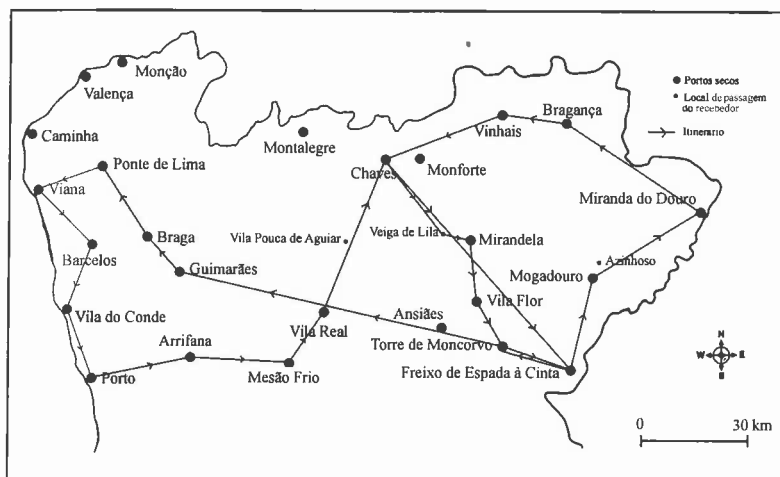 Monção
Valença
Portos secos
Local de passagem
do recebedor
Itinerário
Caminha
Bragança
Vinhais
Montalegre
Monforte
Chaves
Ponte de Lima
Viana
Miranda do Douro
Vila Pouca de Aguiar
Veiga de Lila
Mirandela
Braga
Barcelos
Guimarães
Azinhoso
Mogadouro
Vila Flor
Ansiães
Vila do Conde
Vila Real
Arrifana
Torre de Moncorvo
Freixo de Espada à Cinta
Porto
Mesão Frio
N
W
E
S
0 30 km